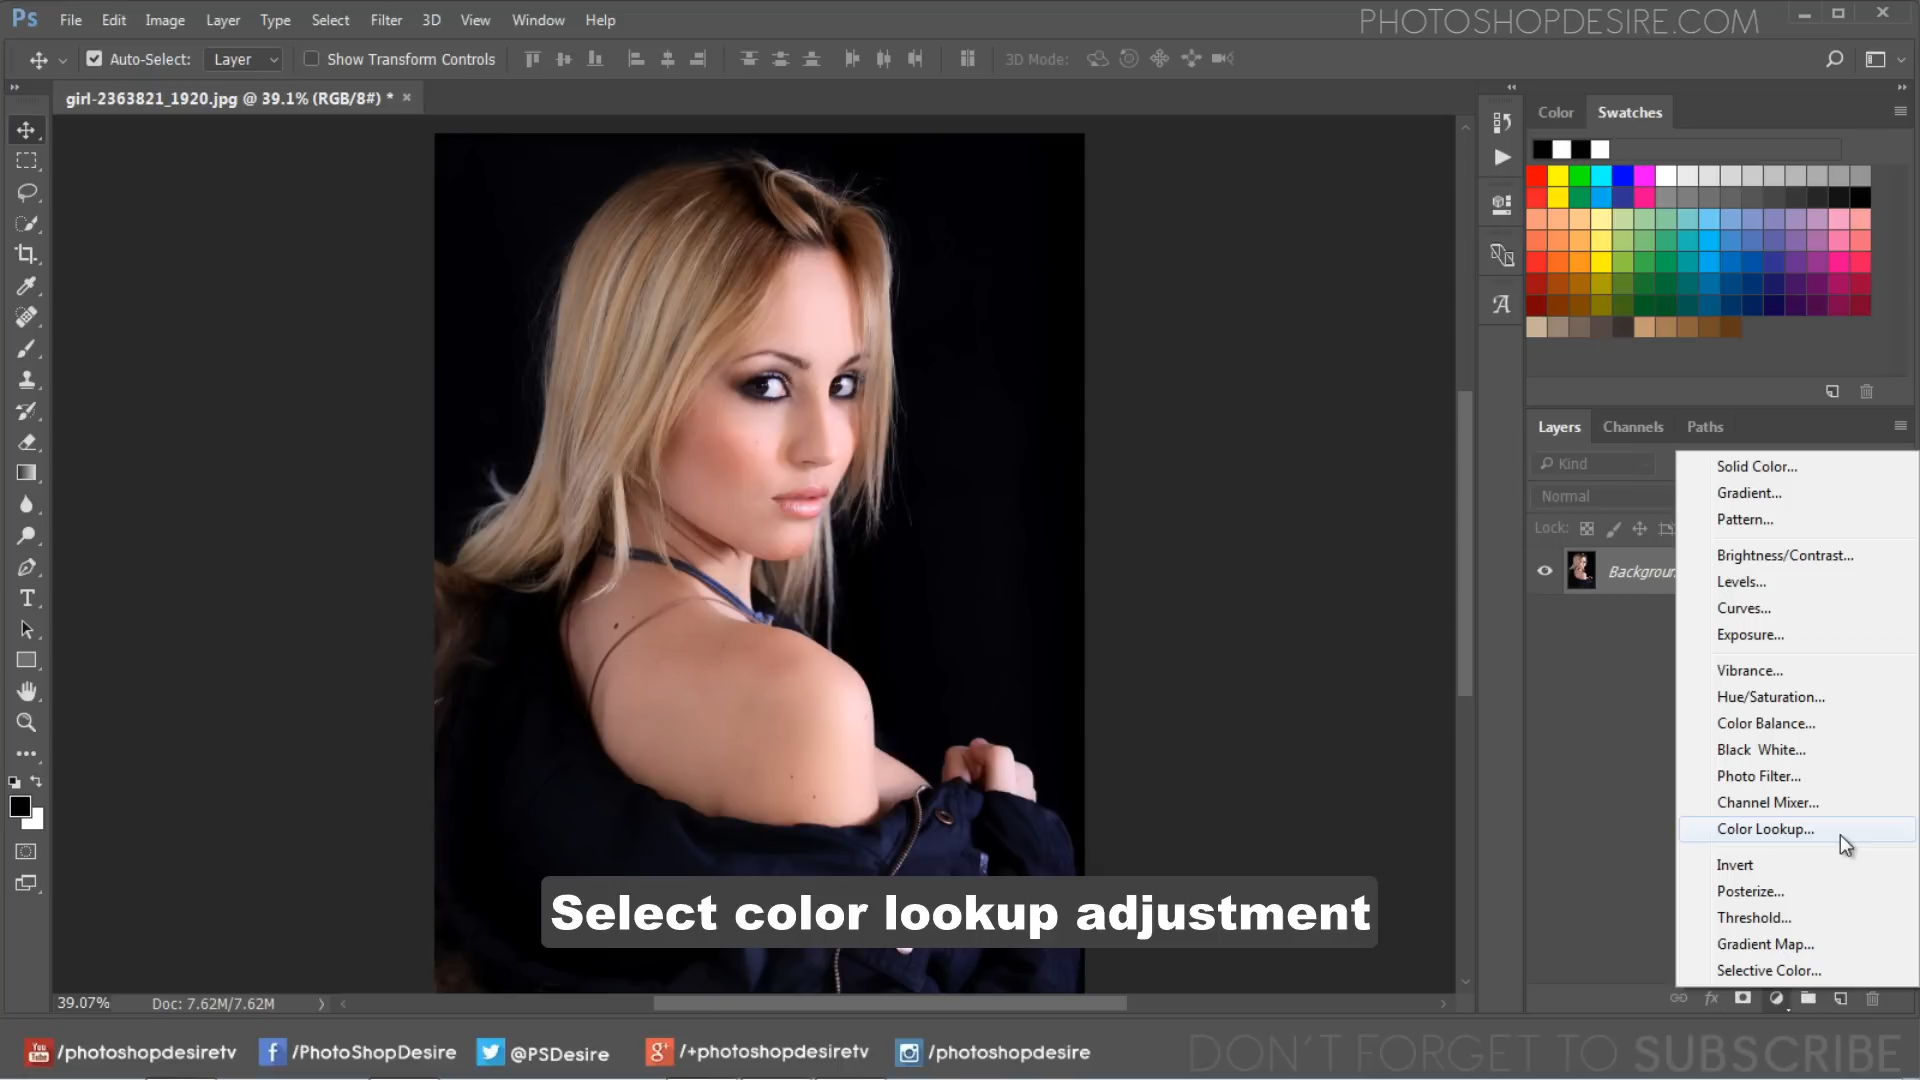 Ps File Edit Image Layer Type Select Filter 3D View Window Help
PHOTOSHOPDESIRE.COM
Auto-Select: Layer Show Transform Controls 3D Mode:
girl-2363821_1920.jpg @ 39.1% (RGB/8#) * ×
Color Swatches
Layers Channels Paths
Kind
Normal
Lock:
Backgroun
Solid Color...
Gradient...
Pattern...
Brightness/Contrast...
Levels...
Curves...
Exposure...
Vibrance...
Hue/Saturation...
Color Balance...
Black White...
Photo Filter...
Channel Mixer...
Color Lookup...
Invert
Posterize...
Threshold...
Gradient Map...
Selective Color...
Select color lookup adjustment
39.07% Doc: 7.62M/7.62M
fx
You Tube /photoshopdesiretv f /PhotoShopDesire @PSDesire g+ /+photoshopdesiretv /photoshopdesire
DON'T FORGET TO SUBSCRIBE